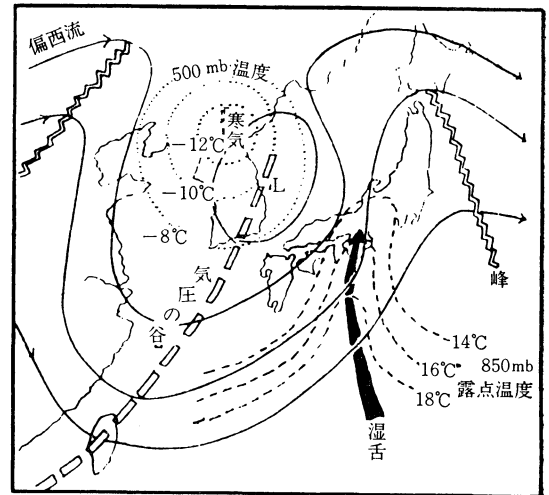 偏西流
500 mb 温度
寒気
-12℃
-10℃
L
-8℃
気圧の谷
峰
14℃
16℃ 850mb
18℃ 露点温度
湿舌